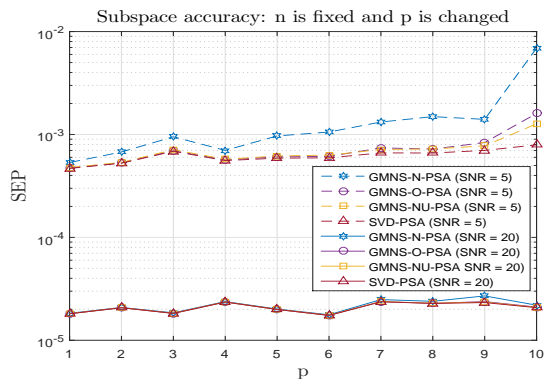 Subspace accuracy: n is fixed and p is changed
10^-2
10^-3
10^-4
10^-5
SEP
GMNS-N-PSA (SNR = 5)
GMNS-O-PSA (SNR = 5)
GMNS-NU-PSA (SNR = 5)
SVD-PSA (SNR = 5)
GMNS-N-PSA (SNR = 20)
GMNS-O-PSA (SNR = 20)
GMNS-NU-PSA SNR = 20)
SVD-PSA (SNR = 20)
1 2 3 4 5 6 7 8 9 10
p